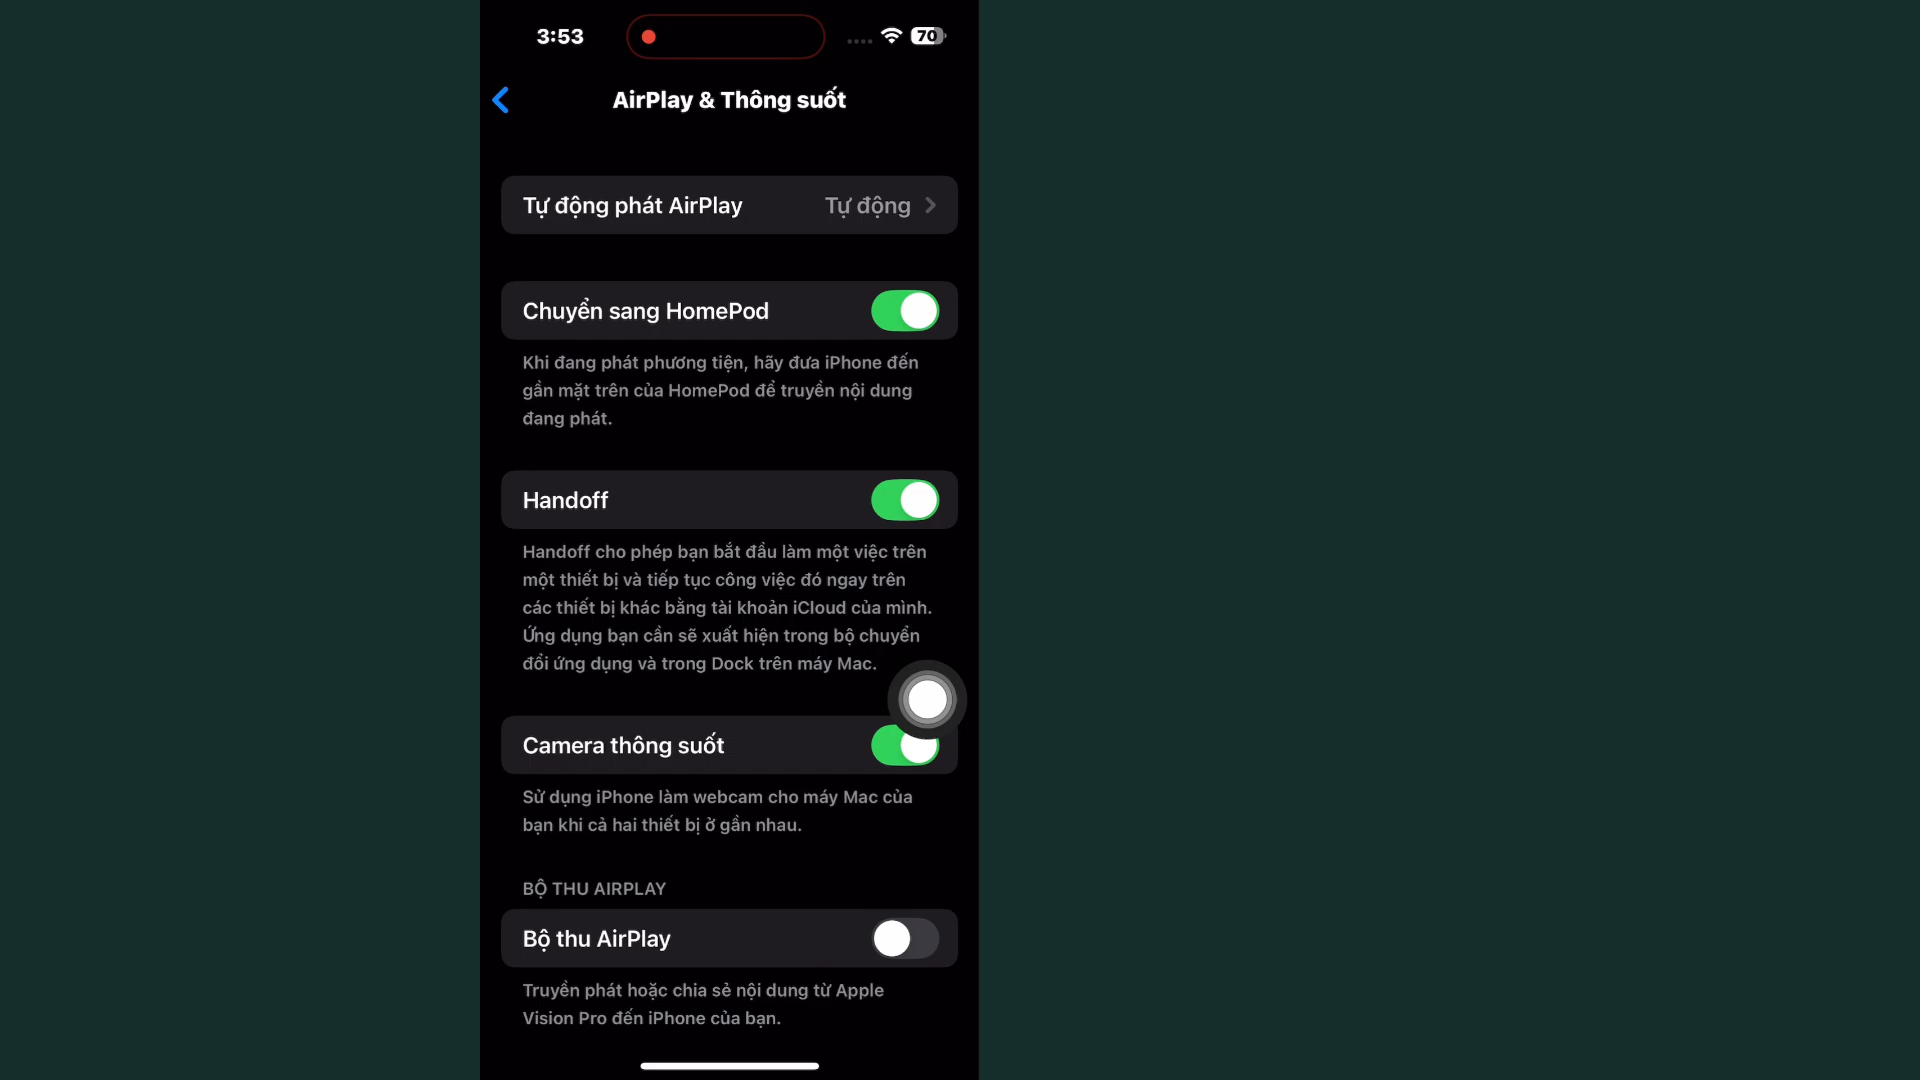 3:53
70
AirPlay & Thông suốt
Tự động phát AirPlay Tự động
Chuyển sang HomePod
Khi đang phát phương tiện, hãy đưa iPhone đến
gần mặt trên của HomePod để truyền nội dung
đang phát.
Handoff
Handoff cho phép bạn bắt đầu làm một việc trên
một thiết bị và tiếp tục công việc đó ngay trên
các thiết bị khác bằng tài khoản iCloud của mình.
Ứng dụng bạn cần sẽ xuất hiện trong bộ chuyển
đổi ứng dụng và trong Dock trên máy Mac.
Camera thông suốt
Sử dụng iPhone làm webcam cho máy Mac của
bạn khi cả hai thiết bị ở gần nhau.
BỘ THU AIRPLAY
Bộ thu AirPlay
Truyền phát hoặc chia sẻ nội dung từ Apple
Vision Pro đến iPhone của bạn.